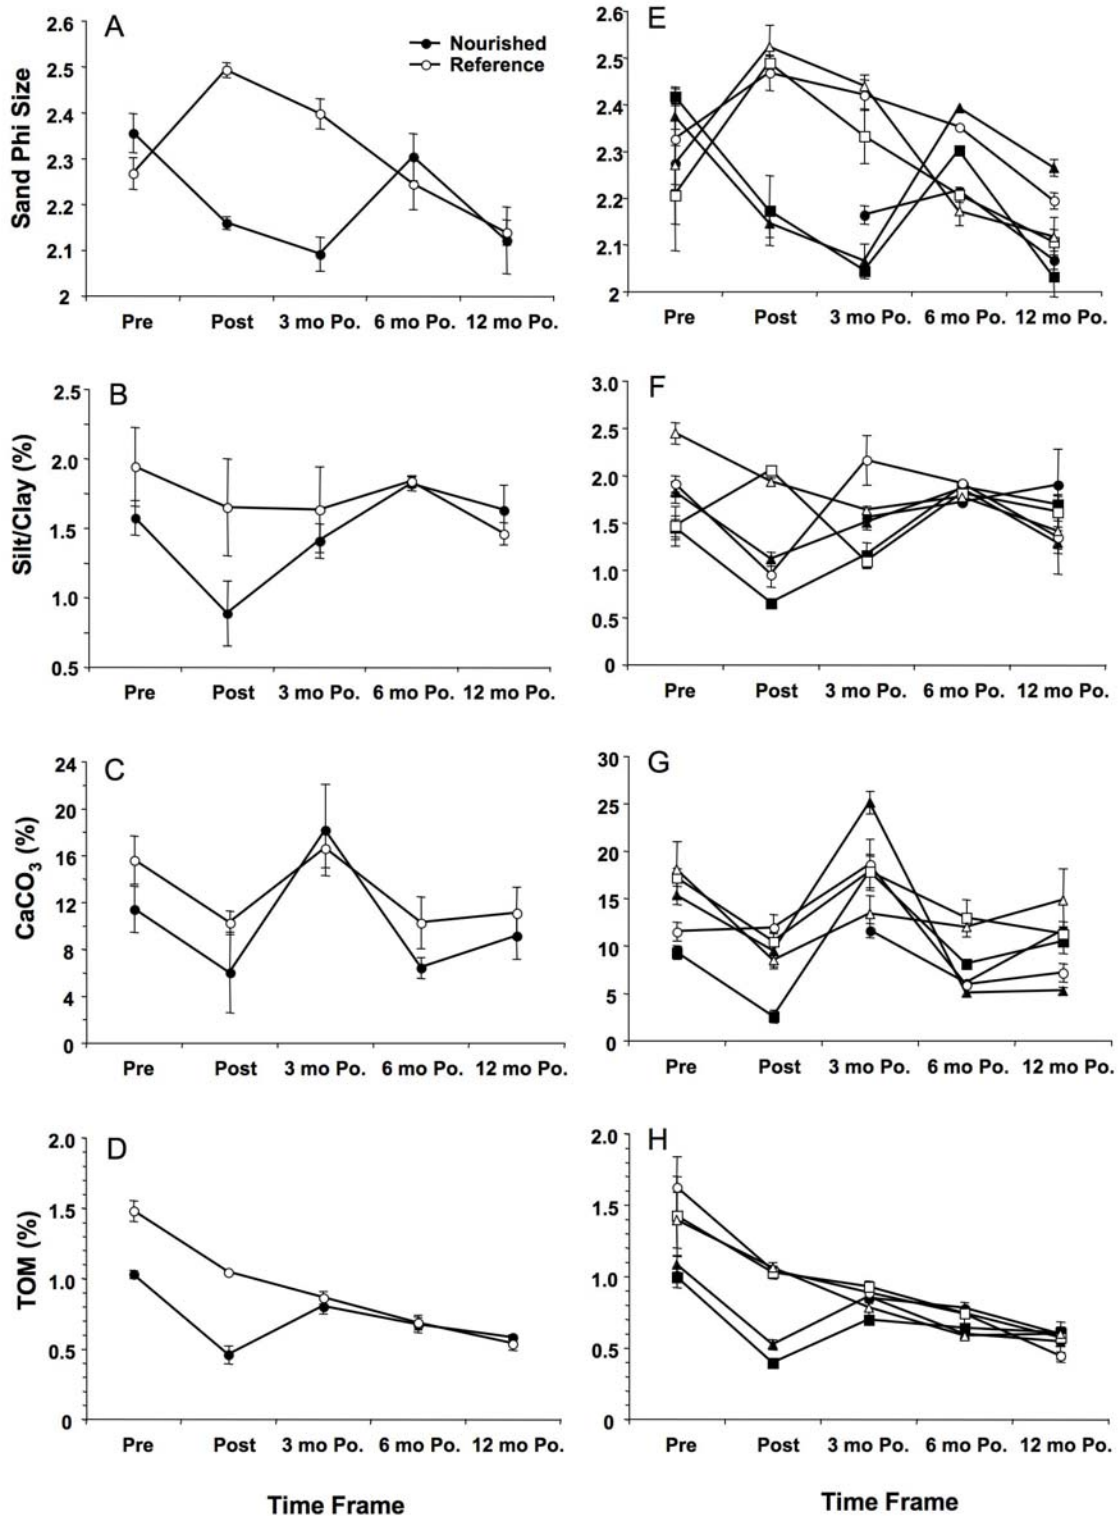 A
Nourished
Reference
Sand Phi Size
2.6
2.5
2.4
2.3
2.2
2.1
2
Pre Post 3 mo Po. 6 mo Po. 12 mo Po.
E
2.6
2.5
2.4
2.3
2.2
2.1
2
Pre Post 3 mo Po. 6 mo Po. 12 mo Po.
B
Silt/Clay (%)
2.5
2.0
1.5
1.0
0.5
Pre Post 3 mo Po. 6 mo Po. 12 mo Po.
F
3.0
2.5
2.0
1.5
1.0
0.5
0
Pre Post 3 mo Po. 6 mo Po. 12 mo Po.
C
CaCO3 (%)
24
20
16
12
8
4
0
Pre Post 3 mo Po. 6 mo Po. 12 mo Po.
G
30
25
20
15
10
5
0
Pre Post 3 mo Po. 6 mo Po. 12 mo Po.
D
TOM (%)
2.0
1.5
1.0
0.5
0
Pre Post 3 mo Po. 6 mo Po. 12 mo Po.
Time Frame
H
2.0
1.5
1.0
0.5
0
Pre Post 3 mo Po. 6 mo Po. 12 mo Po.
Time Frame